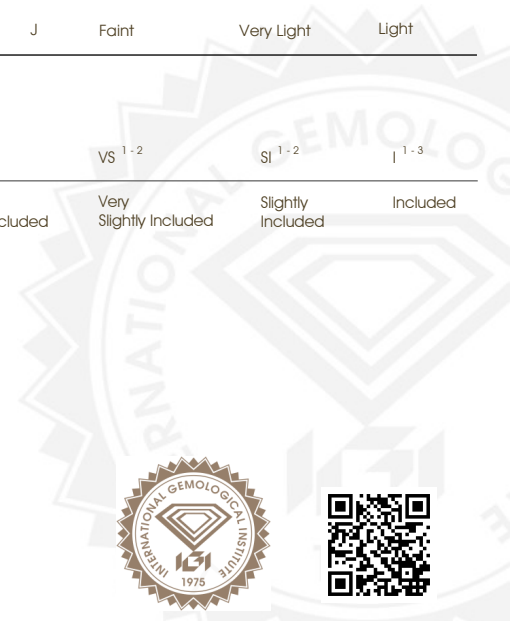 J Faint Very Light Light
VS 1 - 2 SI 1 - 2 I 1 - 3
Very Slightly Included
cluded Slightly Included Included
INTERNATIONAL GEMOLOGICAL INSTITUTE
IGI
1975